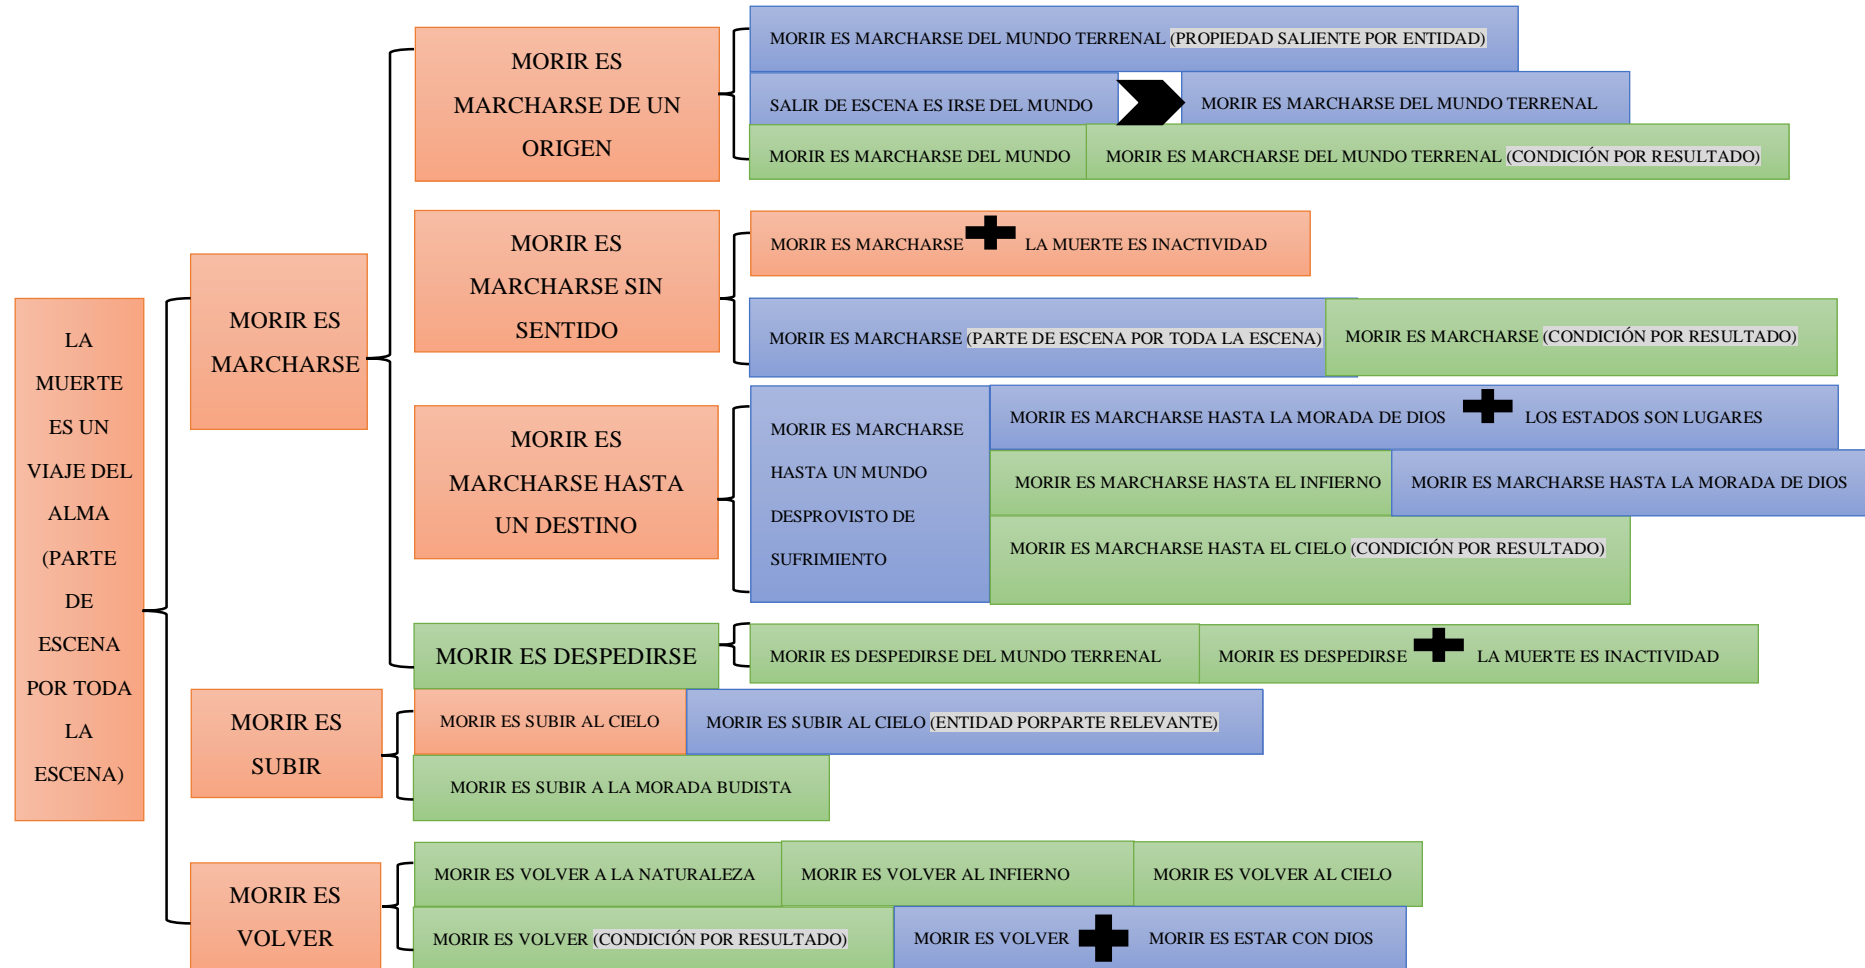 LA
MUERTE
ES UN
VIAJE DEL
ALMA
(PARTE
DE
ESCENA
POR TODA
LA
ESCENA)
MORIR ES
MARCHARSE
MORIR ES
MARCHARSE DE UN
ORIGEN
MORIR ES MARCHARSE DEL MUNDO TERRENAL (PROPIEDAD SALIENTE POR ENTIDAD)
SALIR DE ESCENA ES IRSE DEL MUNDO
MORIR ES MARCHARSE DEL MUNDO TERRENAL
MORIR ES MARCHARSE DEL MUNDO
MORIR ES MARCHARSE DEL MUNDO TERRENAL (CONDICIÓN POR RESULTADO)
MORIR ES
MARCHARSE SIN
SENTIDO
MORIR ES MARCHARSE
LA MUERTE ES INACTIVIDAD
MORIR ES MARCHARSE (PARTE DE ESCENA POR TODA LA ESCENA)
MORIR ES MARCHARSE (CONDICIÓN POR RESULTADO)
MORIR ES
MARCHARSE HASTA
UN DESTINO
MORIR ES MARCHARSE
HASTA UN MUNDO
DESPROVISTO DE
SUFRIMIENTO
MORIR ES MARCHARSE HASTA LA MORADA DE DIOS
LOS ESTADOS SON LUGARES
MORIR ES MARCHARSE HASTA EL INFIERNO
MORIR ES MARCHARSE HASTA LA MORADA DE DIOS
MORIR ES MARCHARSE HASTA EL CIELO (CONDICIÓN POR RESULTADO)
MORIR ES DESPEDIRSE
MORIR ES DESPEDIRSE DEL MUNDO TERRENAL
MORIR ES DESPEDIRSE
LA MUERTE ES INACTIVIDAD
MORIR ES
SUBIR
MORIR ES SUBIR AL CIELO
MORIR ES SUBIR AL CIELO (ENTIDAD PORPARTE RELEVANTE)
MORIR ES SUBIR A LA MORADA BUDISTA
MORIR ES
VOLVER
MORIR ES VOLVER A LA NATURALEZA
MORIR ES VOLVER AL INFIERNO
MORIR ES VOLVER AL CIELO
MORIR ES VOLVER (CONDICIÓN POR RESULTADO)
MORIR ES VOLVER
MORIR ES ESTAR CON DIOS